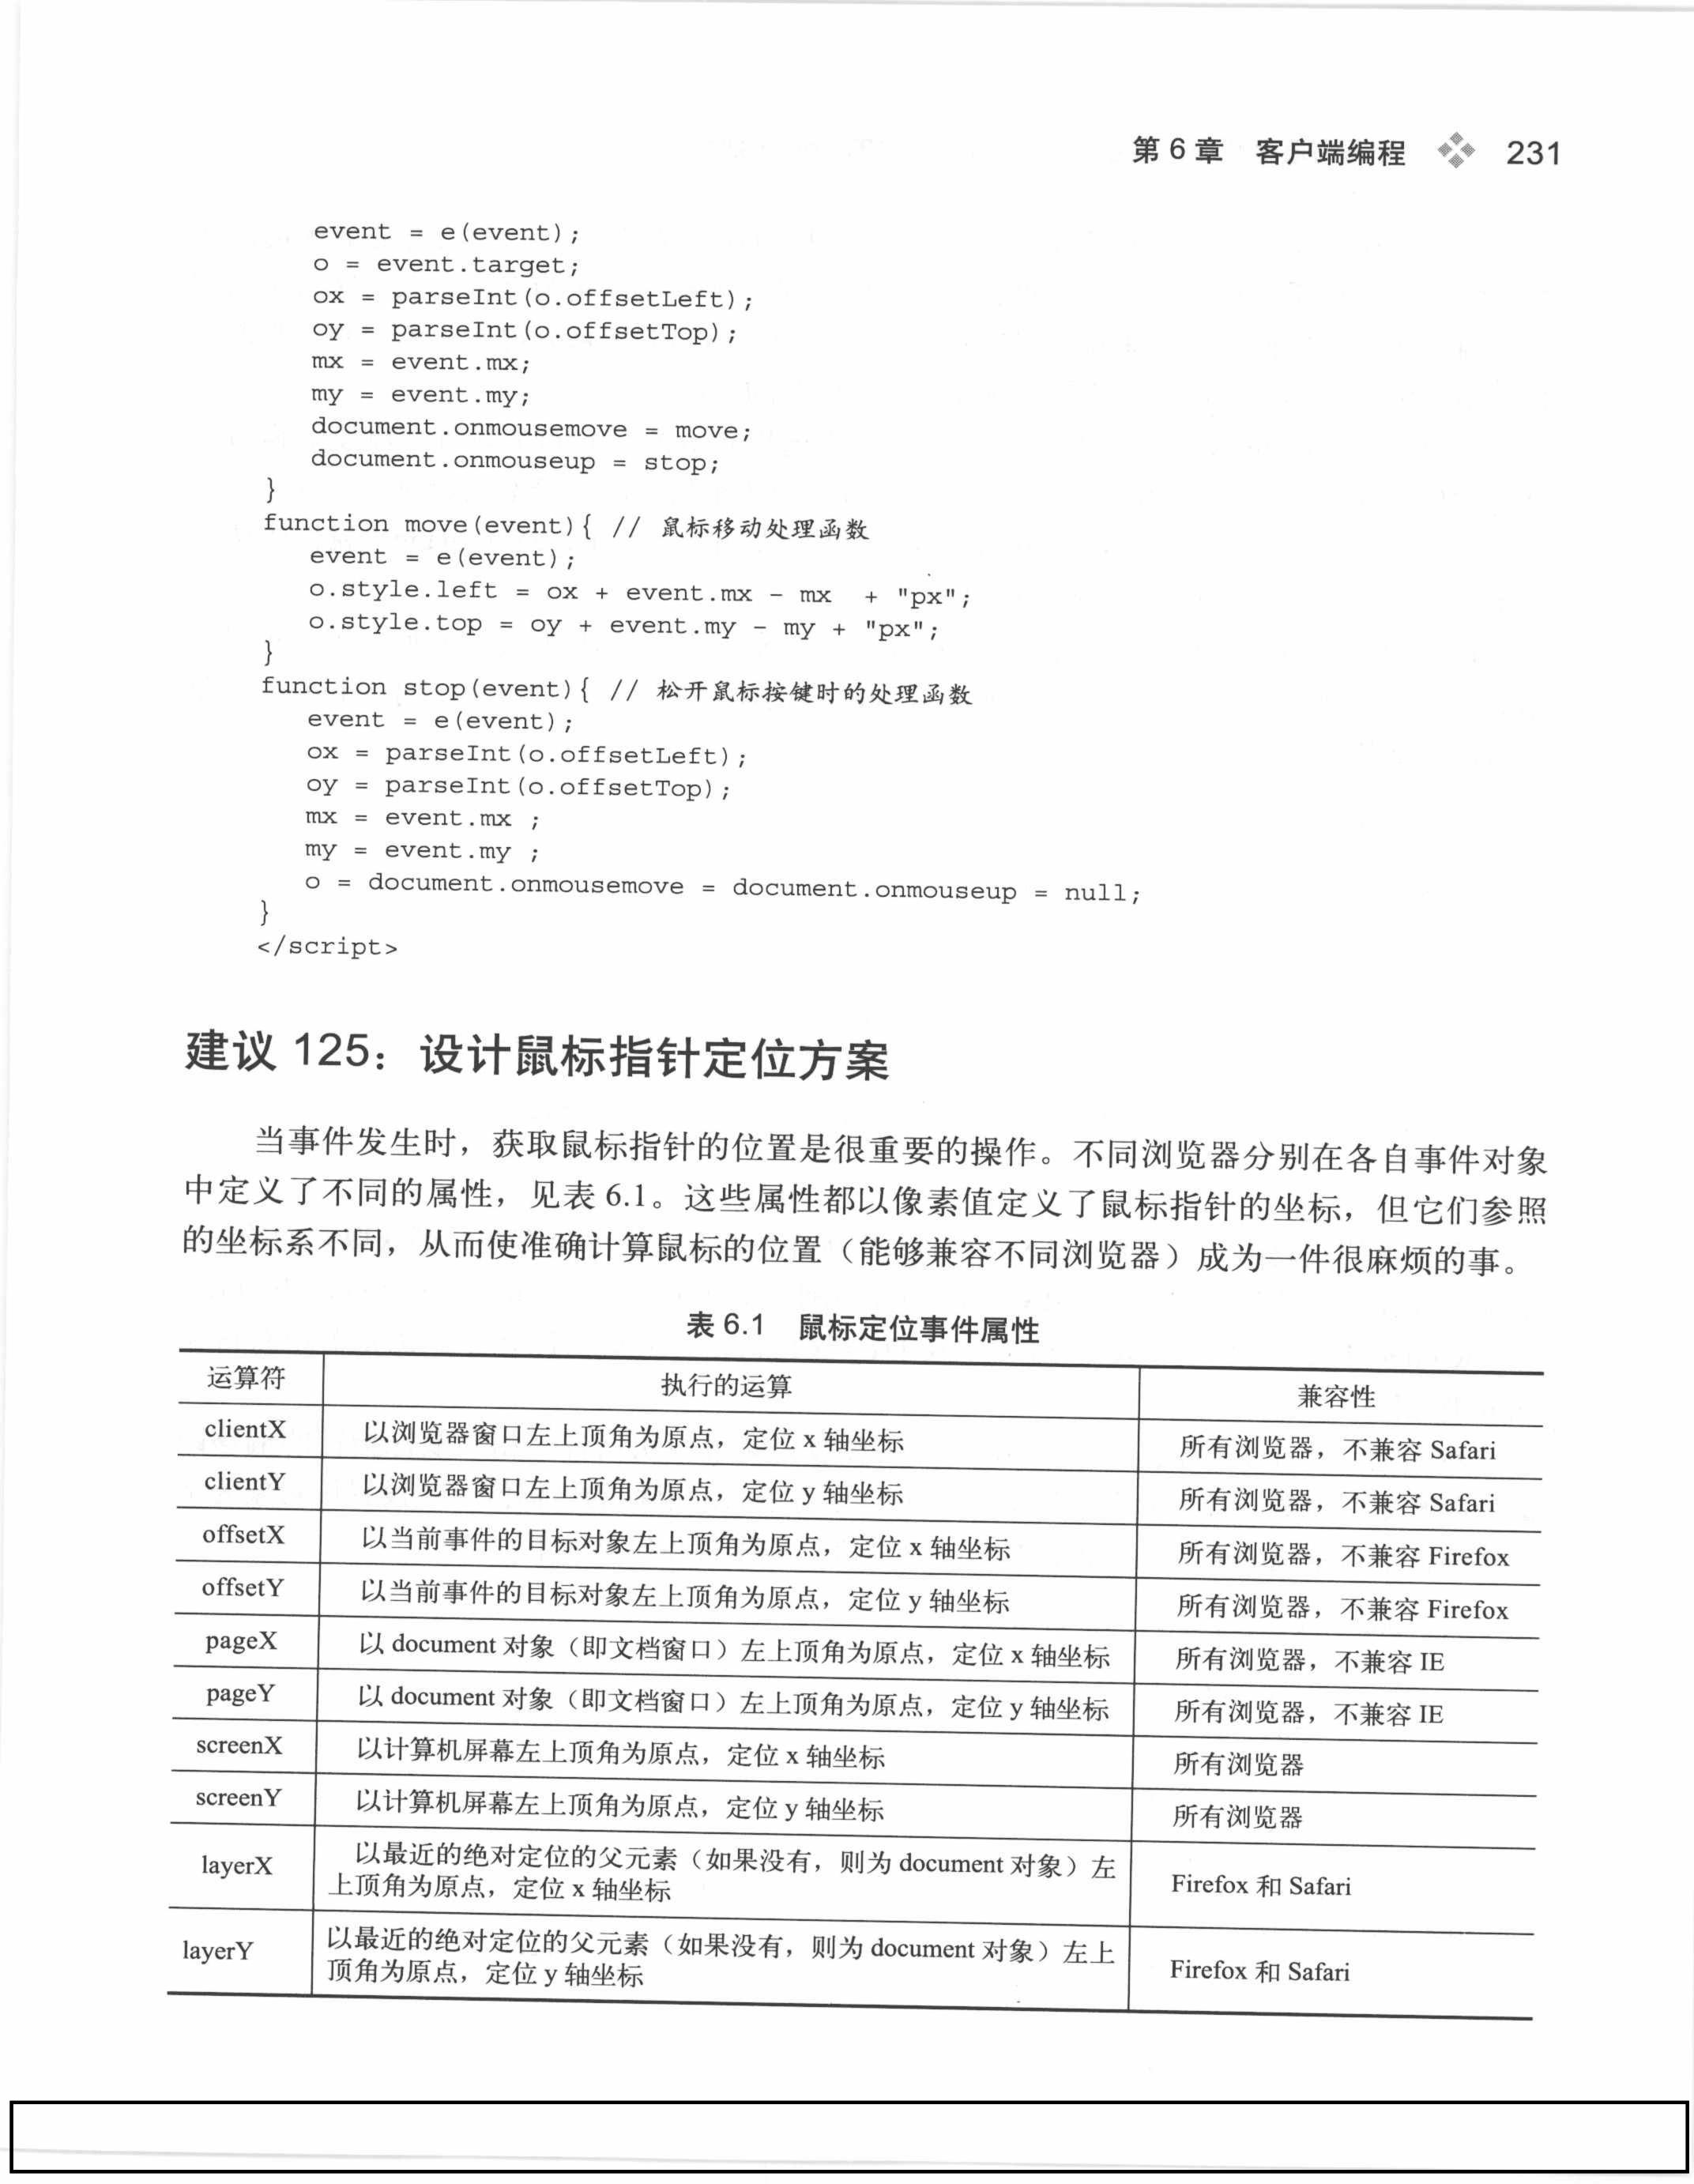 第 6 章 客户端编程 231
event = e(event);
o = event.target;
ox = parseInt(o.offsetLeft);
oy = parseInt(o.offsetTop);
mx = event.mx;
my = event.my;
document.onmousemove = move;
document.onmouseup = stop;
}
function move(event){ // 鼠标移动处理函数
event = e(event);
o.style.left = ox + event.mx - mx  + "px";
o.style.top = oy + event.my - my + "px";
}
function stop(event){ // 松开鼠标按键时的处理函数
event = e(event);
ox = parseInt(o.offsetLeft);
oy = parseInt(o.offsetTop);
mx = event.mx ;
my = event.my ;
o = document.onmousemove = document.onmouseup = null;
}
</script>
建议 125：设计鼠标指针定位方案
当事件发生时，获取鼠标指针的位置是很重要的操作。不同浏览器分别在各自事件对象
中定义了不同的属性，见表 6.1。这些属性都以像素值定义了鼠标指针的坐标，但它们参照
的坐标系不同，从而使准确计算鼠标的位置（能够兼容不同浏览器）成为一件很麻烦的事。
表 6.1 鼠标定位事件属性
运算符 执行的运算 兼容性
clientX 以浏览器窗口左上顶角为原点，定位 x 轴坐标 所有浏览器，不兼容 Safari
clientY 以浏览器窗口左上顶角为原点，定位 y 轴坐标 所有浏览器，不兼容 Safari
offsetX 以当前事件的目标对象左上顶角为原点，定位 x 轴坐标 所有浏览器，不兼容 Firefox
offsetY 以当前事件的目标对象左上顶角为原点，定位 y 轴坐标 所有浏览器，不兼容 Firefox
pageX 以 document 对象（即文档窗口）左上顶角为原点，定位 x 轴坐标 所有浏览器，不兼容 IE
pageY 以 document 对象（即文档窗口）左上顶角为原点，定位 y 轴坐标 所有浏览器，不兼容 IE
screenX 以计算机屏幕左上顶角为原点，定位 x 轴坐标 所有浏览器
screenY 以计算机屏幕左上顶角为原点，定位 y 轴坐标 所有浏览器
layerX 以最近的绝对定位的父元素（如果没有，则为 document 对象）左
上顶角为原点，定位 x 轴坐标 Firefox 和 Safari
layerY 以最近的绝对定位的父元素（如果没有，则为 document 对象）左上
顶角为原点，定位 y 轴坐标 Firefox 和 Safari